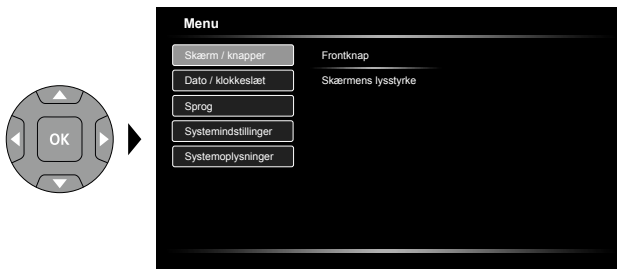 Menu
Skærm / knapper
Frontknap
Dato / klokkeslæt
Skærmens lysstyrke
Sprog
Systemindstillinger
OK
Systemoplysninger